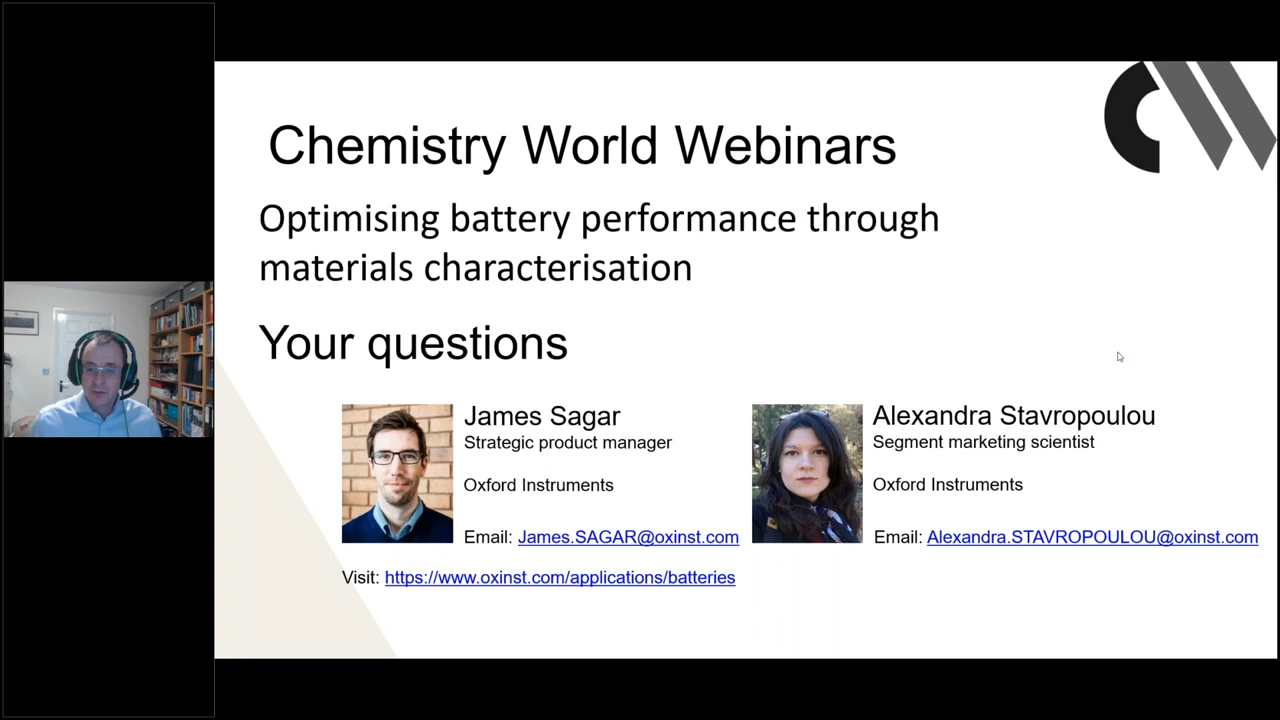 Chemistry World Webinars
Optimising battery performance through
materials characterisation
Your questions
James Sagar
Strategic product manager
Oxford Instruments
Email: James.SAGAR@oxinst.com
Alexandra Stavropoulou
Segment marketing scientist
Oxford Instruments
Email: Alexandra.STAVROPOULOU@oxinst.com
Visit: https://www.oxinst.com/applications/batteries